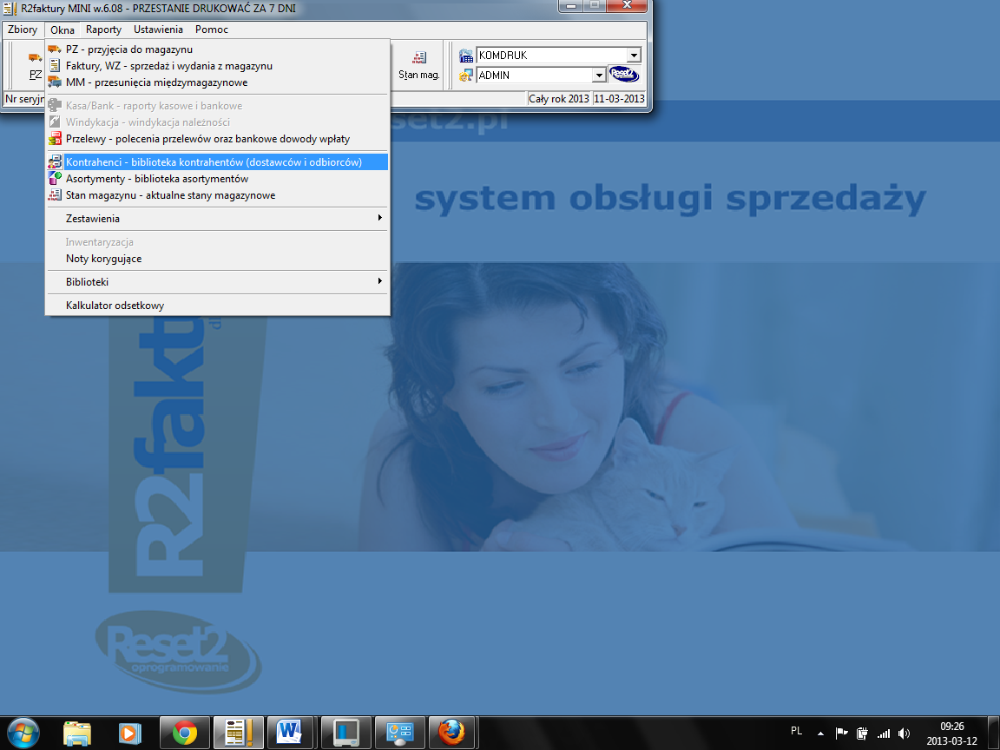 R2faktury MINI w.6.08 - PRZESTANIE DRUKOWAĆ ZA 7 DNI
Zbiory Okna Raporty Ustawienia Pomoc
PZ
Stan mag.
KOMDRUK
ADMIN
Reset2
Nr seryjn
Cały rok 2013 11-03-2013
PZ - przyjęcia do magazynu
Faktury, WZ - sprzedaż i wydania z magazynu
MM - przesunięcia międzymagazynowe
Kasa/Bank - raporty kasowe i bankowe
Windykacja - windykacja należności
Przelewy - polecenia przelewów oraz bankowe dowody wpłaty
Kontrahenci - biblioteka kontrahentów (dostawców i odbiorców)
Asortymenty - biblioteka asortymentów
Stan magazynu - aktualne stany magazynowe
Zestawienia
Inwentaryzacja
Noty korygujące
Biblioteki
Kalkulator odsetkowy
set2.pl
system obsługi sprzedaży
R2faktu
Reset2
oprogramowanie
PL
09:26
2013-03-12